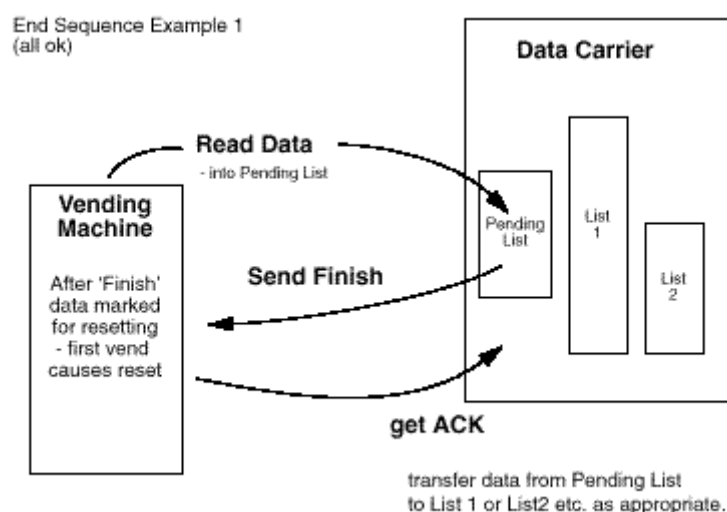 End Sequence Example 1
(all ok)
Data Carrier
Read Data
- into Pending List
Vending
Machine
After 'Finish'
data marked
for resetting
- first vend
causes reset
Pending
List
List
1
List
2
Send Finish
get ACK
transfer data from Pending List
to List 1 or List2 etc. as appropriate.